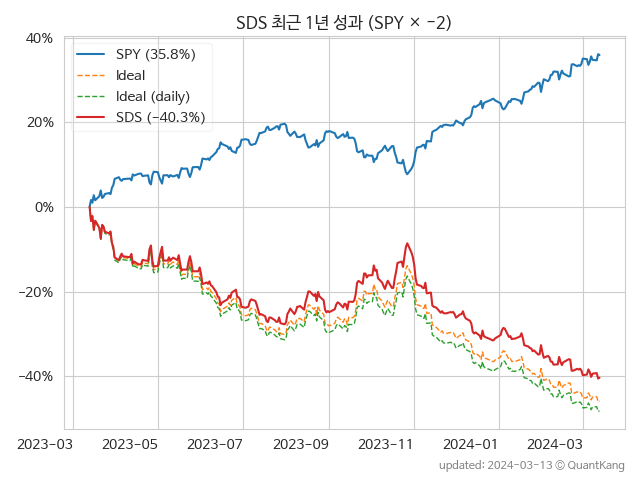 SDS 최근 1년 성과 (SPY × −2)
40%
20%
0%
−20%
−40%
SPY (35.8%)
Ideal
Ideal (daily)
SDS (−40.3%)
2023-03
2023-05
2023-07
2023-09
2023-11
2024-01
2024-03
updated: 2024-03-13 ⓒ QuantKang